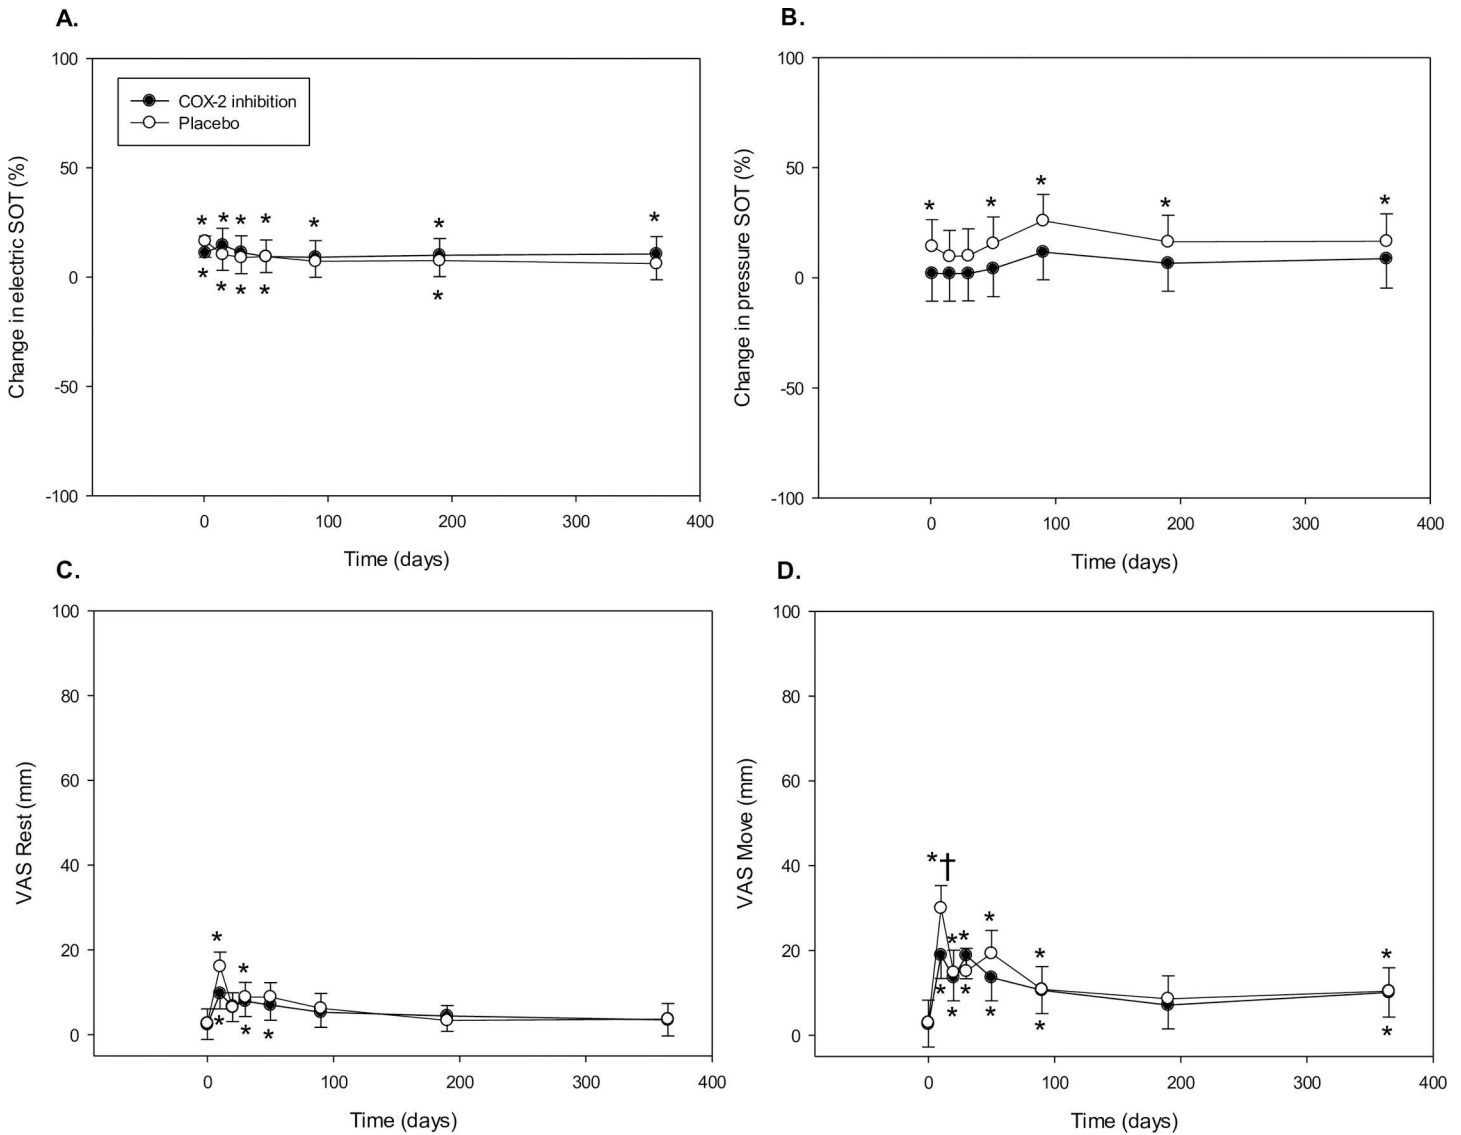 A.
100
50
0
-50
-100
Change in electric SOT (%)
COX-2 inhibition
Placebo
* * * * * * *
* * * * *
0 100 200 300 400
Time (days)
B.
100
50
0
-50
-100
Change in pressure SOT (%)
* * * * *
0 100 200 300 400
Time (days)
C.
100
80
60
40
20
0
VAS Rest (mm)
* *
* * *
0 100 200 300 400
Time (days)
D.
100
80
60
40
20
0
VAS Move (mm)
*†
* * * * *
* * * * * *
0 100 200 300 400
Time (days)